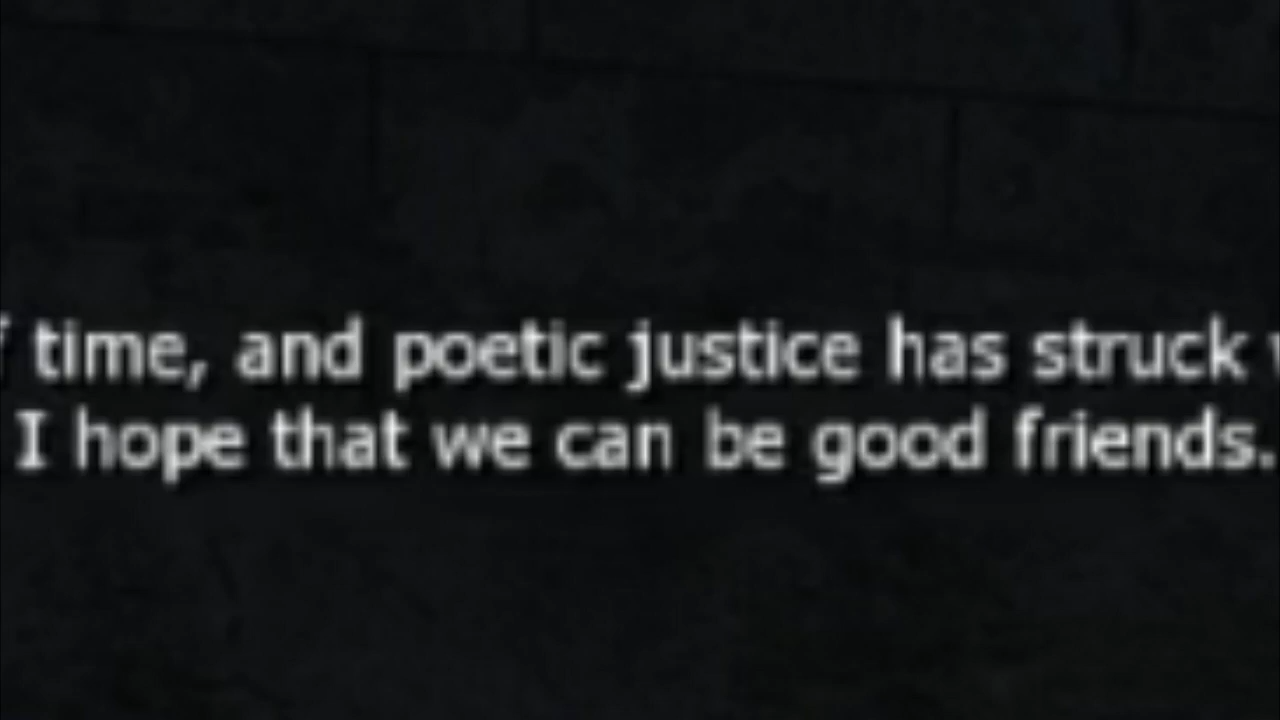 time, and poetic justice has struck
I hope that we can be good friends.